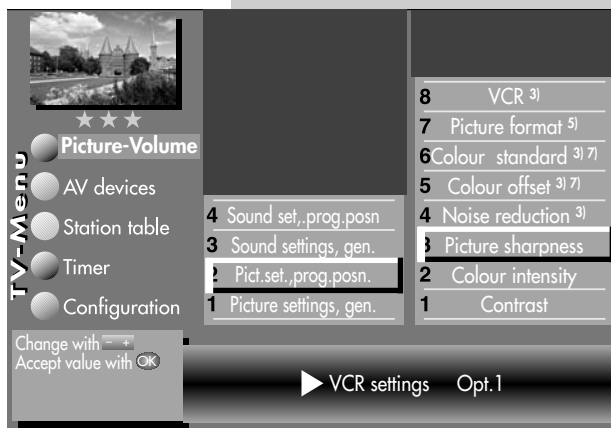 TV-Menu
Picture-Volume
AV devices
Station table
Timer
Configuration
4 Sound set,.prog.posn
3 Sound settings, gen.
2 Pict.set.,prog.posn.
1 Picture settings, gen.
8 VCR 3)
7 Picture format 5)
6 Colour standard 3) 7)
5 Colour offset 3) 7)
4 Noise reduction 3)
3 Picture sharpness
2 Colour intensity
1 Contrast
Change with - +
Accept value with OK
VCR settings Opt.1